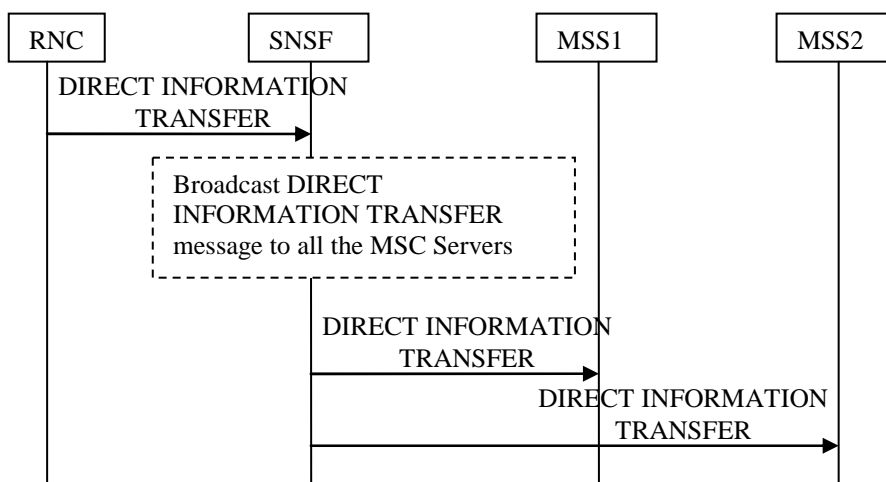 RNC SNSF MSS1 MSS2
DIRECT INFORMATION
TRANSFER
Broadcast DIRECT
INFORMATION TRANSFER
message to all the MSC Servers
DIRECT INFORMATION
TRANSFER
DIRECT INFORMATION
TRANSFER